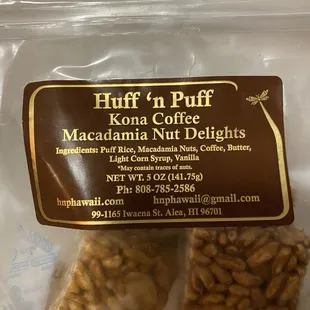 Huff 'n Puff
Kona Coffee
Macadamia Nut Delights
Ingredients: Puff Rice, Macadamia Nuts, Coffee, Butter,
Light Corn Syrup, Vanilla
*May contain traces of nuts.
NET WT. 5 OZ (141.75g)
Ph: 808-785-2586
hnphawaii.com hnphawaii@gmail.com
99-1165 Iwaena St. Aiea, HI 96701